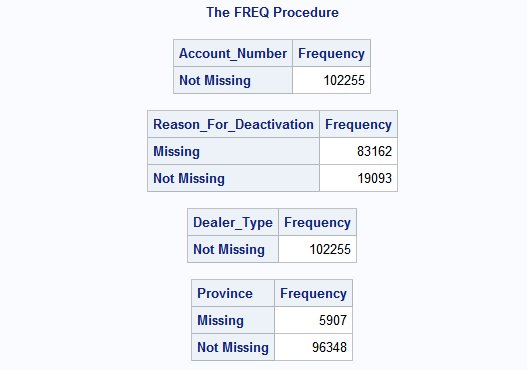 The FREQ Procedure
Account_Number Frequency
Not Missing 102255
Reason_For_Deactivation Frequency
Missing 83162
Not Missing 19093
Dealer_Type Frequency
Not Missing 102255
Province Frequency
Missing 5907
Not Missing 96348